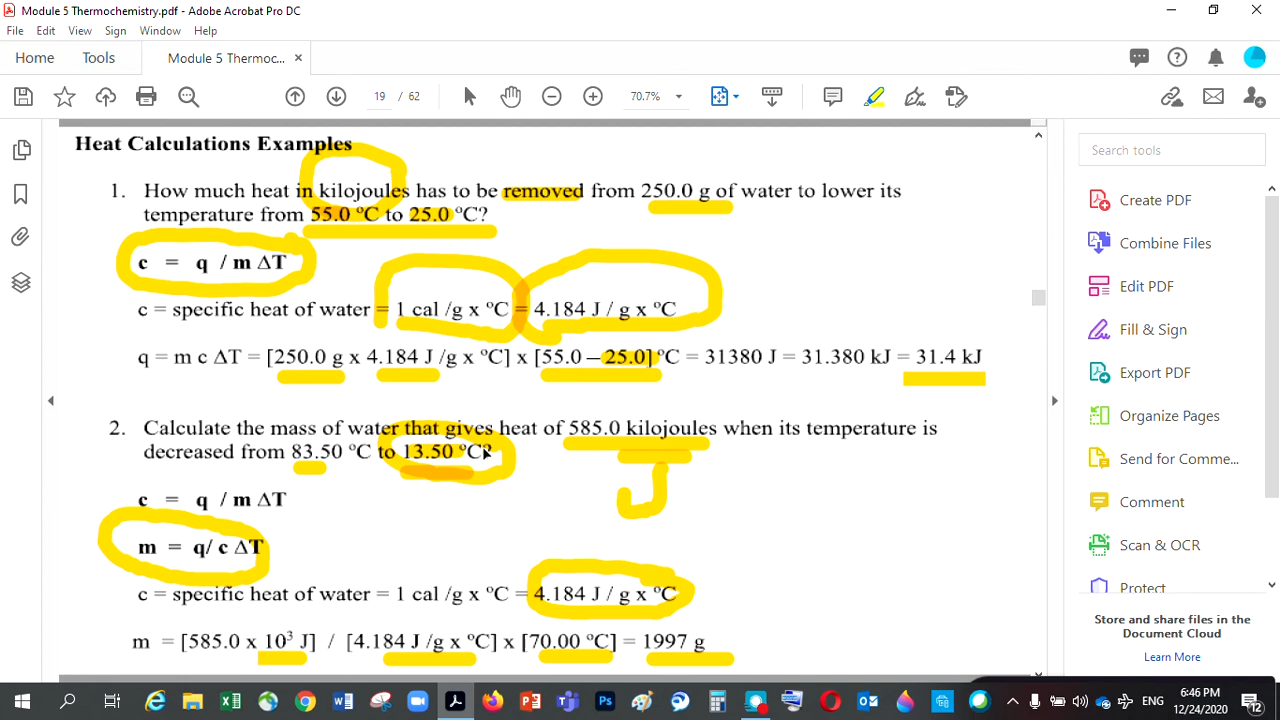 Module 5 Thermochemistry.pdf - Adobe Acrobat Pro DC
File Edit View Sign Window Help
Home Tools Module 5 Thermoc... ×
19 / 62 70.7%
Heat Calculations Examples
1. How much heat in kilojoules has to be removed from 250.0 g of water to lower its
temperature from 55.0 ºC to 25.0 ºC?
c = q / m ΔT
c = specific heat of water = 1 cal /g x ºC = 4.184 J / g x ºC
q = m c ΔT = [250.0 g x 4.184 J /g x ºC] x [55.0 – 25.0] ºC = 31380 J = 31.380 kJ = 31.4 kJ
2. Calculate the mass of water that gives heat of 585.0 kilojoules when its temperature is
decreased from 83.50 ºC to 13.50 ºC?
J
c = q / m ΔT
m = q/ c ΔT
c = specific heat of water = 1 cal /g x ºC = 4.184 J / g x ºC
m = [585.0 x 10³ J] / [4.184 J /g x ºC] x [70.00 ºC] = 1997 g
Search tools
Create PDF
Combine Files
Edit PDF
Fill & Sign
Export PDF
Organize Pages
Send for Comme...
Comment
Scan & OCR
Protect
Store and share files in the
Document Cloud
Learn More
ENG
6:46 PM
12/24/2020
12